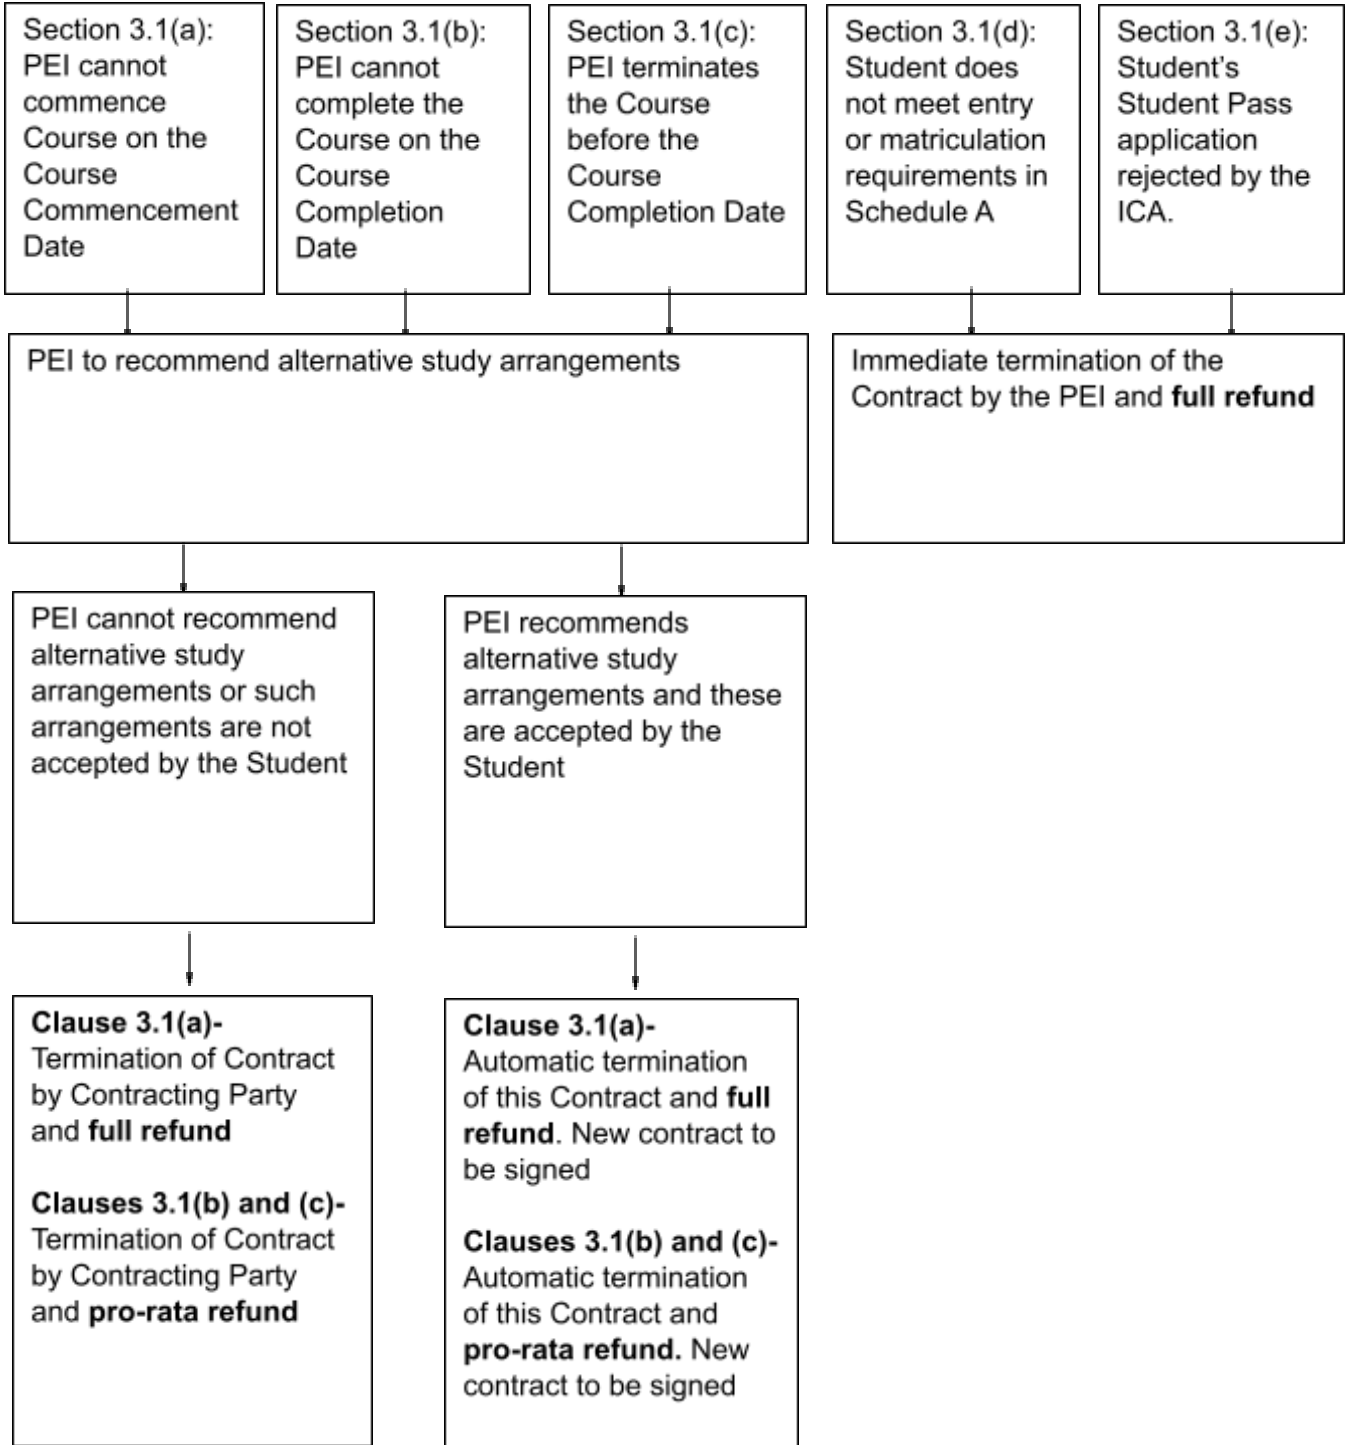 Section 3.1(a):
PEI cannot
commence
Course on the
Course
Commencement
Date
Section 3.1(b):
PEI cannot
complete the
Course on the
Course
Completion
Date
Section 3.1(c):
PEI terminates
the Course
before the
Course
Completion Date
Section 3.1(d):
Student does
not meet entry
or matriculation
requirements in
Schedule A
Section 3.1(e):
Student's
Student Pass
application
rejected by the
ICA.
PEI to recommend alternative study arrangements
Immediate termination of the
Contract by the PEI and full refund
PEI cannot recommend
alternative study
arrangements or such
arrangements are not
accepted by the Student
PEI recommends
alternative study
arrangements and these
are accepted by the
Student
Clause 3.1(a)-
Termination of Contract
by Contracting Party
and full refund
Clauses 3.1(b) and (c)-
Termination of Contract
by Contracting Party
and pro-rata refund
Clause 3.1(a)-
Automatic termination
of this Contract and full
refund. New contract to
be signed
Clauses 3.1(b) and (c)-
Automatic termination
of this Contract and
pro-rata refund. New
contract to be signed